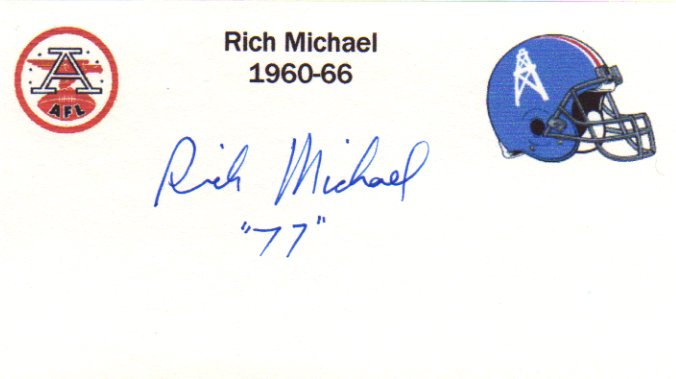 A
AFL
Rich Michael
1960-66
Rich Michael
"77"